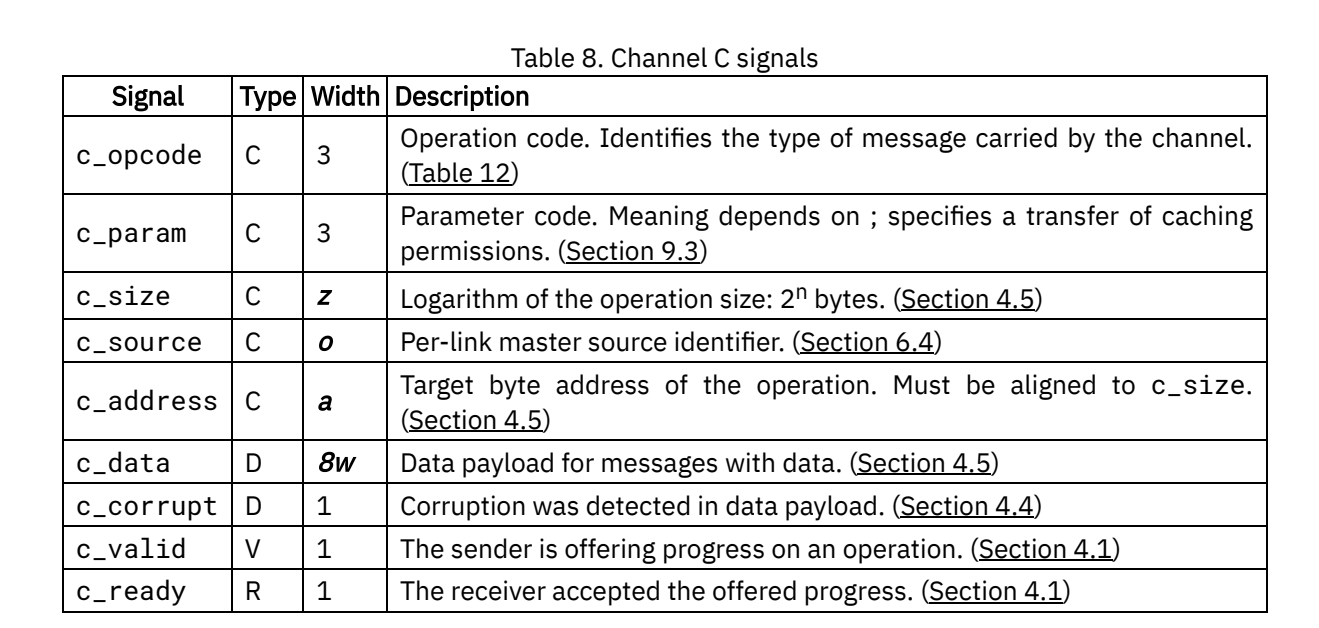 Table 8. Channel C signals
Signal Type Width Description
c_opcode C 3 Operation code. Identifies the type of message carried by the channel.
(Table 12)
c_param C 3 Parameter code. Meaning depends on ; specifies a transfer of caching
permissions. (Section 9.3)
c_size C z Logarithm of the operation size: 2ⁿ bytes. (Section 4.5)
c_source C o Per-link master source identifier. (Section 6.4)
c_address C a Target byte address of the operation. Must be aligned to c_size.
(Section 4.5)
c_data D 8w Data payload for messages with data. (Section 4.5)
c_corrupt D 1 Corruption was detected in data payload. (Section 4.4)
c_valid V 1 The sender is offering progress on an operation. (Section 4.1)
c_ready R 1 The receiver accepted the offered progress. (Section 4.1)